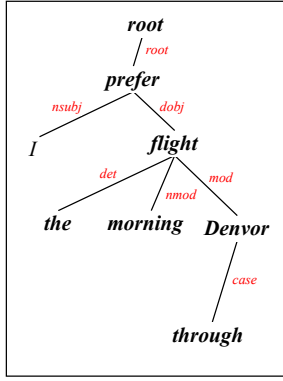 root
root
prefer
nsubj dobj
I flight
det nmod mod
the morning Denvor
case
through